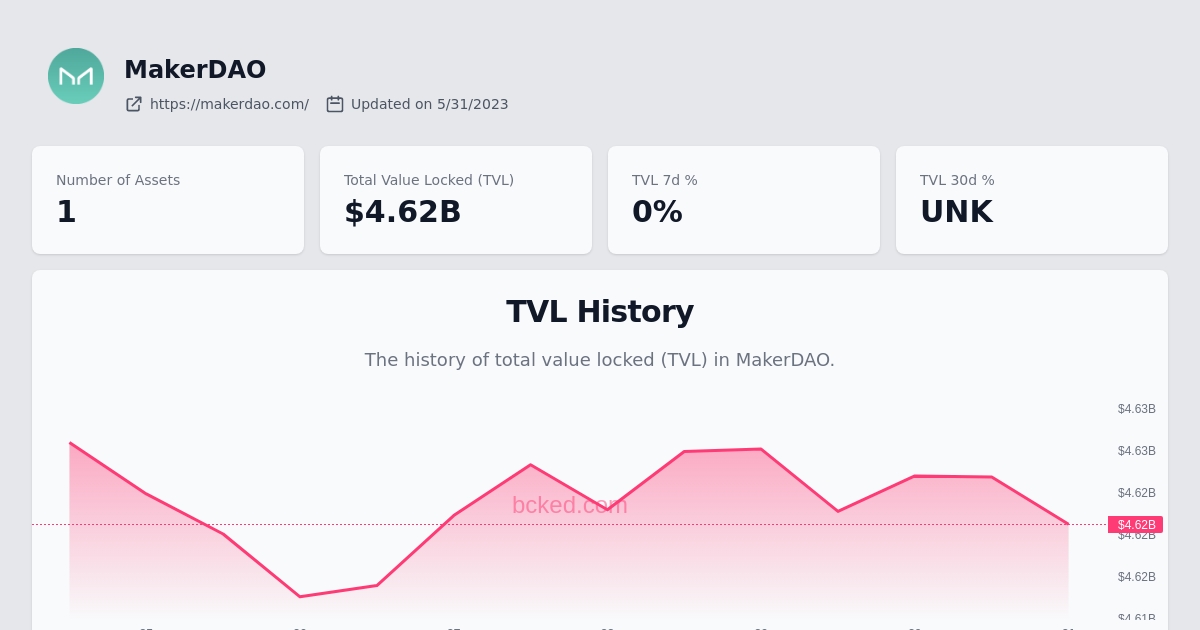 MakerDAO
https://makerdao.com/ Updated on 5/31/2023
Number of Assets
1
Total Value Locked (TVL)
$4.62B
TVL 7d %
0%
TVL 30d %
UNK
TVL History
The history of total value locked (TVL) in MakerDAO.
$4.63B
$4.63B
$4.62B
bcked.com
$4.62B
$4.62B
$4.62B
$4.61B